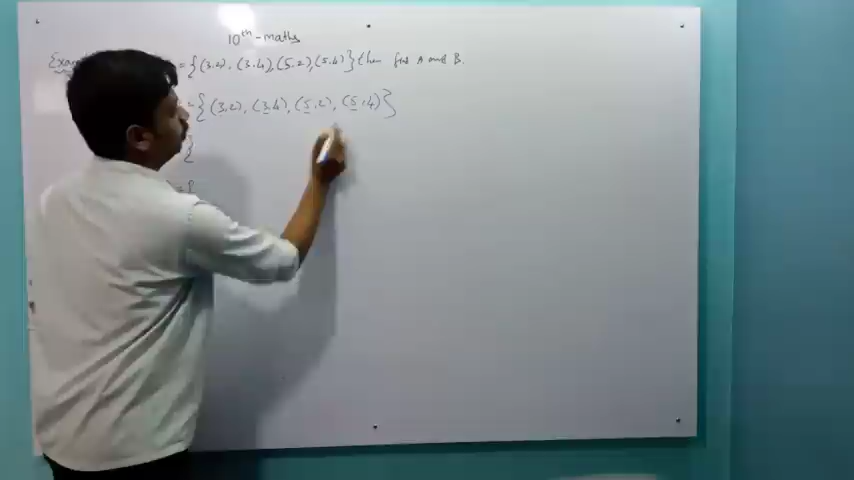 10th - maths
= {(3,2), (3,4), (5,2), (5,4)} then find A and B.
= {(3,2), (3,4), (5,2), (5,4)}
{
= B